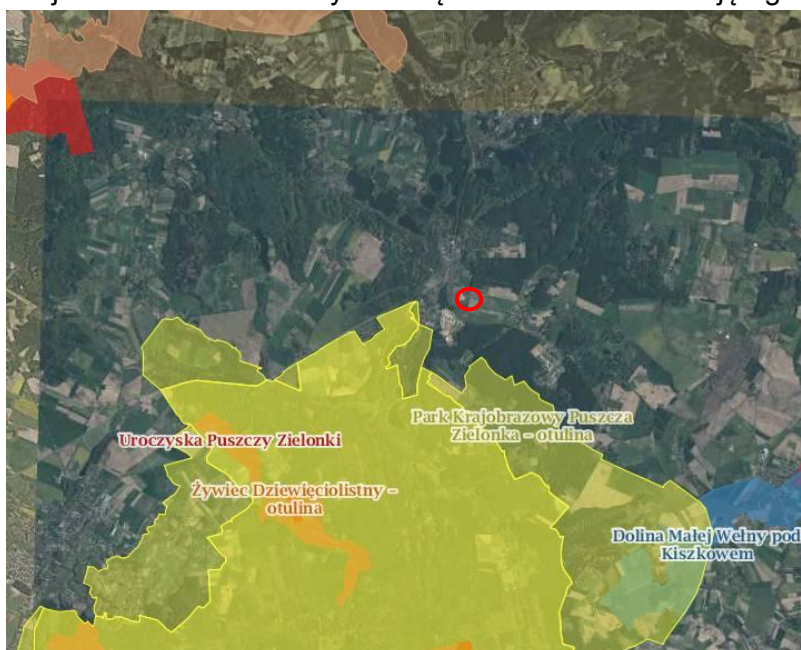 Park Krajobrazowy Puszcza
Zielonka – otulina
Uroczyska Puszczy Zielonki
Żywiec Dziewięciolistny –
otulina
Dolina Małej Wełny pod
Kiszkowem